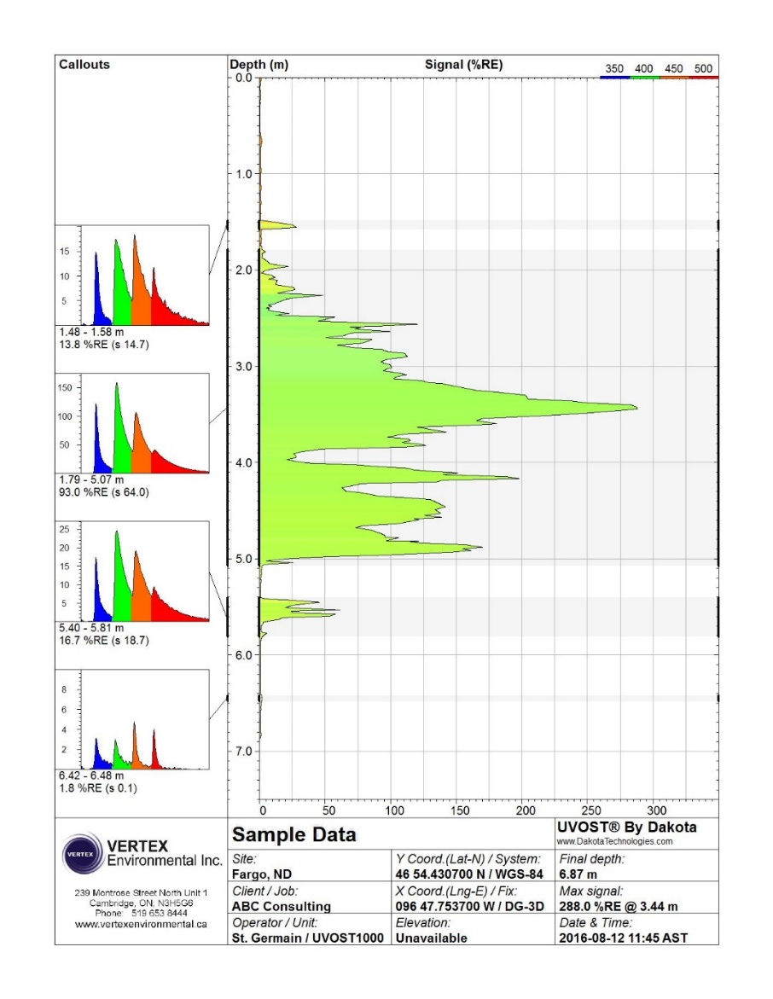 Callouts
Depth (m)
Signal (%RE)
350 400 450 500
0.0
1.0
2.0
3.0
4.0
5.0
6.0
7.0
0 50 100 150 200 250 300
15
10
5
1.48 - 1.58 m
13.8 %RE (s 14.7)
150
100
50
1.79 - 5.07 m
93.0 %RE (s 64.0)
25
20
15
10
5
5.40 - 5.81 m
16.7 %RE (s 18.7)
8
6
4
2
6.42 - 6.48 m
1.8 %RE (s 0.1)
VERTEX
VERTEX
Environmental Inc.
239 Montrose Street North Unit 1
Cambridge, ON; N3H5G6
Phone: 519 653 8444
www.vertexenvironmental.ca
Sample Data
UVOST® By Dakota
www.DakotaTechnologies.com
Site:
Fargo, ND
Y Coord.(Lat-N) / System:
46 54.430700 N / WGS-84
Final depth:
6.87 m
Client / Job:
ABC Consulting
X Coord.(Lng-E) / Fix:
096 47.753700 W / DG-3D
Max signal:
288.0 %RE @ 3.44 m
Operator / Unit:
St. Germain / UVOST1000
Elevation:
Unavailable
Date & Time:
2016-08-12 11:45 AST